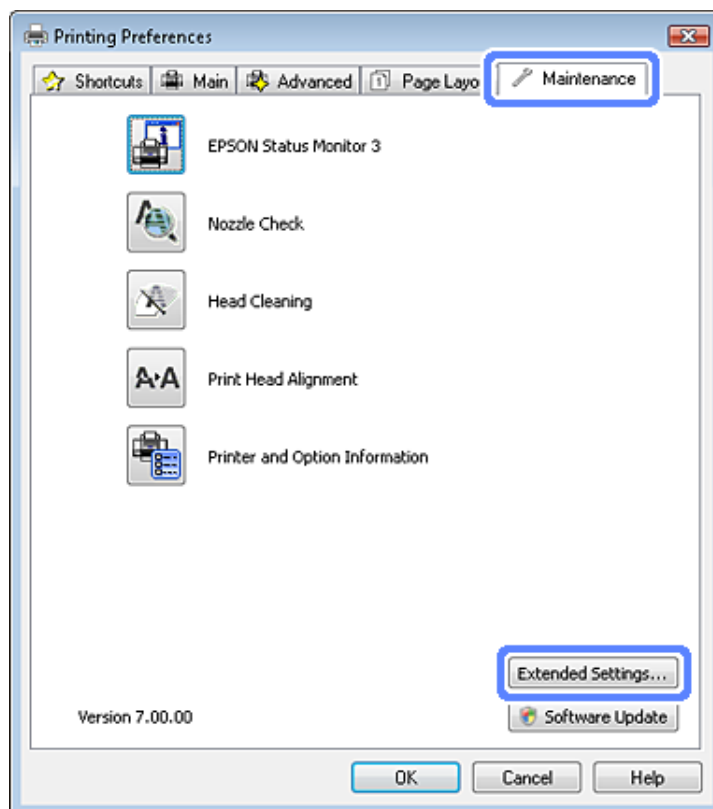 Printing Preferences
Shortcuts Main Advanced 1 Page Layo Maintenance
EPSON Status Monitor 3
Nozzle Check
Head Cleaning
A A Print Head Alignment
Printer and Option Information
Extended Settings...
Version 7.00.00 Software Update
OK Cancel Help